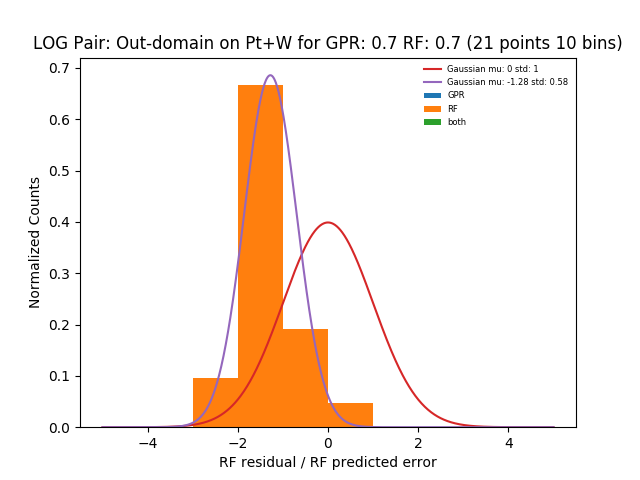 LOG Pair: Out-domain on Pt+W for GPR: 0.7 RF: 0.7 (21 points 10 bins)
Gaussian mu: 0 std: 1
Gaussian mu: -1.28 std: 0.58
GPR
RF
both
Normalized Counts
0.7
0.6
0.5
0.4
0.3
0.2
0.1
0.0
−4 −2 0 2 4
RF residual / RF predicted error